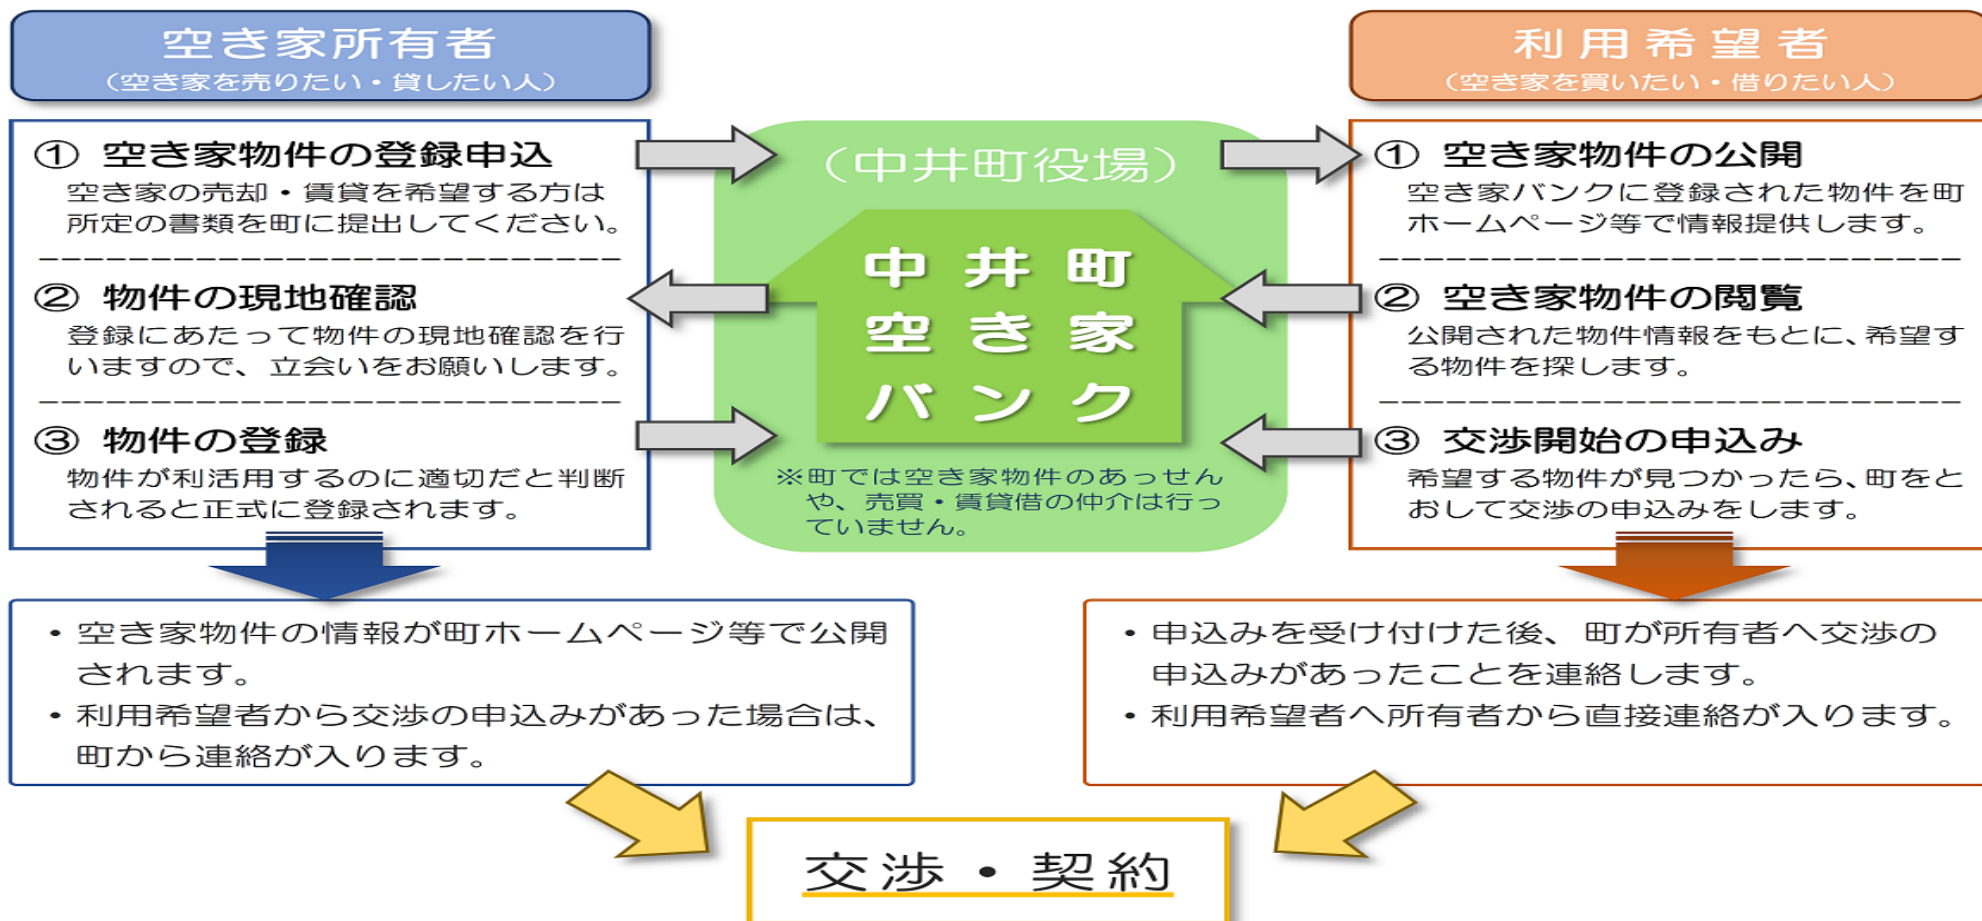 空き家所有者
（空き家を売りたい・貸したい人）
① 空き家物件の登録申込
空き家の売却・賃貸を希望する方は
所定の書類を町に提出してください。
② 物件の現地確認
登録にあたって物件の現地確認を行
いますので、立会いをお願いします。
③ 物件の登録
物件が利活用するのに適切だと判断
されると正式に登録されます。
（中井町役場）
中井町
空き家
バンク
※町では空き家物件のあっせん
や、売買・賃貸借の仲介は行っ
ていません。
利用希望者
（空き家を買いたい・借りたい人）
① 空き家物件の公開
空き家バンクに登録された物件を町
ホームページ等で情報提供します。
② 空き家物件の閲覧
公開された物件情報をもとに、希望す
る物件を探します。
③ 交渉開始の申込み
希望する物件が見つかったら、町をと
おして交渉の申込みをします。
・空き家物件の情報が町ホームページ等で公開
されます。
・利用希望者から交渉の申込みがあった場合は、
町から連絡が入ります。
・申込みを受け付けた後、町が所有者へ交渉の
申込みがあったことを連絡します。
・利用希望者へ所有者から直接連絡が入ります。
交渉・契約